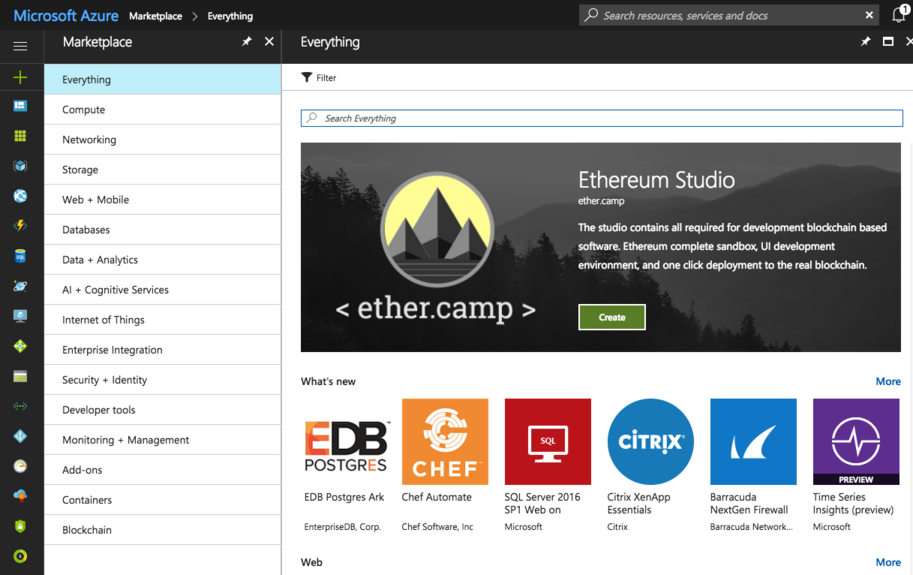 Microsoft Azure Marketplace > Everything
Search resources, services and docs
1
Marketplace
Everything
Compute
Networking
Storage
Web + Mobile
Databases
Data + Analytics
AI + Cognitive Services
Internet of Things
Enterprise Integration
Security + Identity
Developer tools
Monitoring + Management
Add-ons
Containers
Blockchain
Everything
Filter
Search Everything
< ether.camp >
Ethereum Studio
ether.camp
The studio contains all required for development blockchain based
software. Ethereum complete sandbox, UI development
environment, and one click deployment to the real blockchain.
Create
What's new
More
EDB
POSTGRES
EDB Postgres Ark
EnterpriseDB, Corp.
CHEF
Chef Automate
Chef Software, Inc
SQL
SQL Server 2016
SP1 Web on
Microsoft
CiTRIX
Citrix XenApp
Essentials
Citrix
Barracuda
NextGen Firewall
Barracuda Network...
PREVIEW
Time Series
Insights (preview)
Microsoft
Web
More